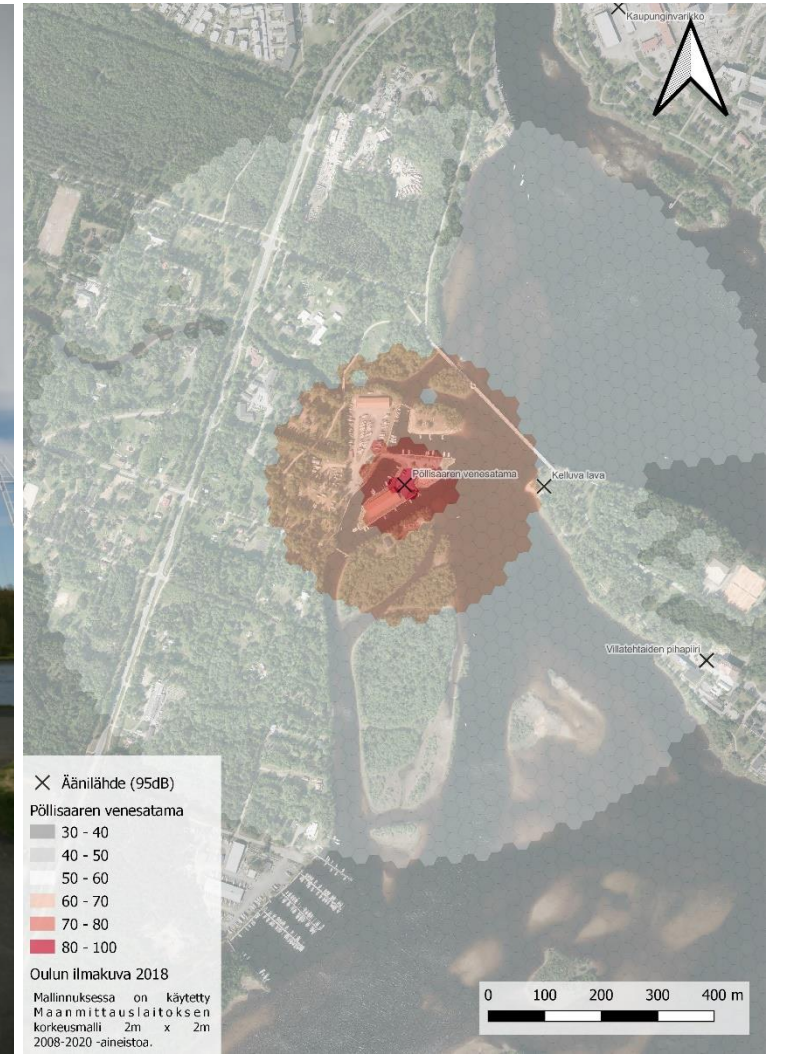 Kaupunginvarikko
Pöllisaaren venesatama
Kelluva lava
Villatehtaiden pihapiiri
Äänilähde (95dB)
Pöllisaaren venesatama
30 - 40
40 - 50
50 - 60
60 - 70
70 - 80
80 - 100
Oulun ilmakuva 2018
Mallinnuksessa on käytetty
Maanmittauslaitoksen
korkeusmalli 2m x 2m
2008-2020 -aineistoa.
0 100 200 300 400 m